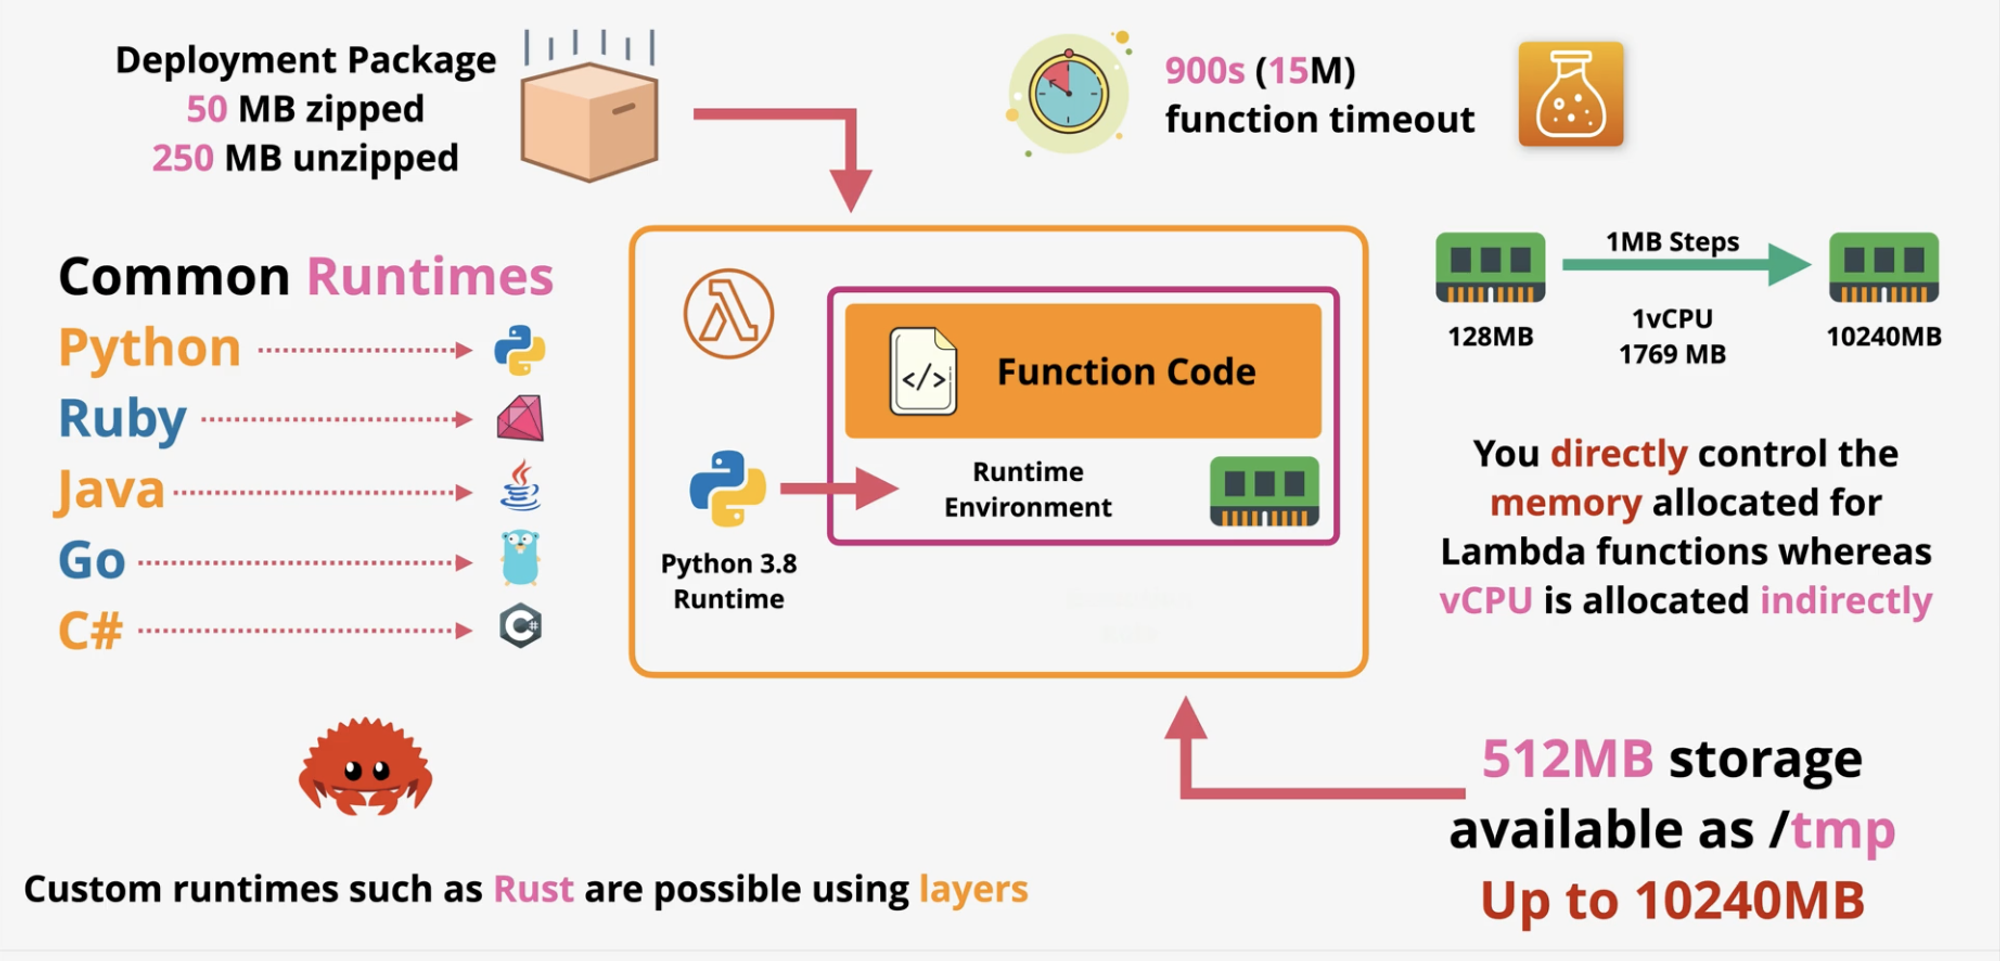 Deployment Package
50 MB zipped
250 MB unzipped
900s (15M)
function timeout
Common Runtimes
Python
Ruby
Java
Go
C#
Function Code
</>
Runtime
Environment
Python 3.8
Runtime
1MB Steps
128MB
1vCPU
1769 MB
10240MB
You directly control the
memory allocated for
Lambda functions whereas
vCPU is allocated indirectly
512MB storage
available as /tmp
Up to 10240MB
Custom runtimes such as Rust are possible using layers